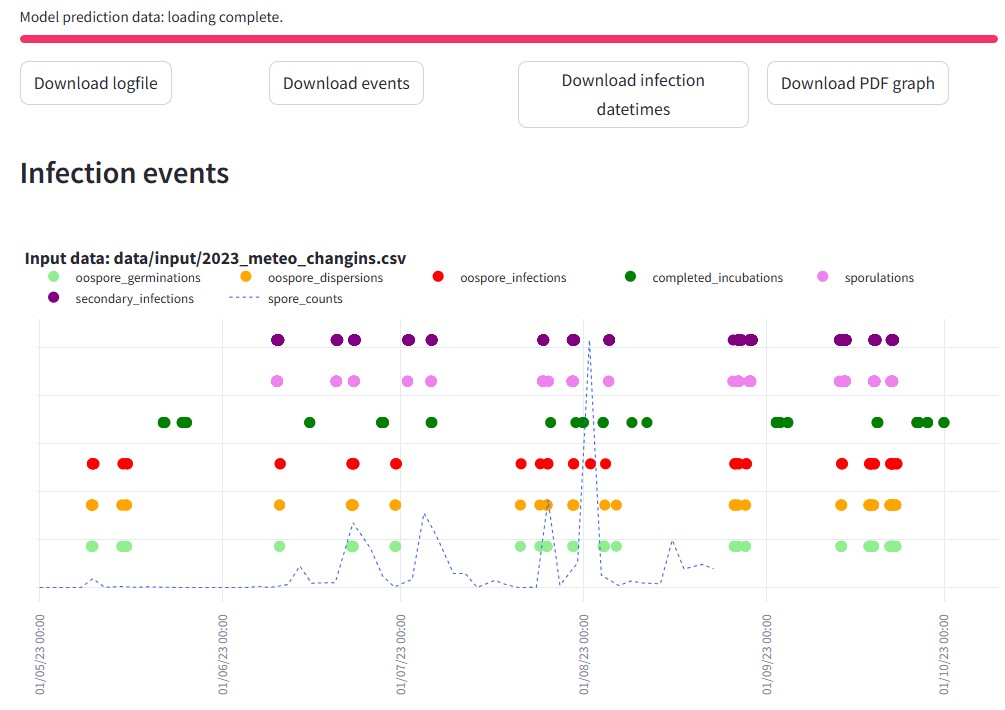 Model prediction data: loading complete.
Download logfile
Download events
Download infection
datetimes
Download PDF graph
Infection events
Input data: data/input/2023_meteo_changins.csv
oospore_germinations oospore_dispersions oospore_infections completed_incubations sporulations
secondary_infections spore_counts
01/05/23 00:00
01/06/23 00:00
01/07/23 00:00
01/08/23 00:00
01/09/23 00:00
01/10/23 00:00